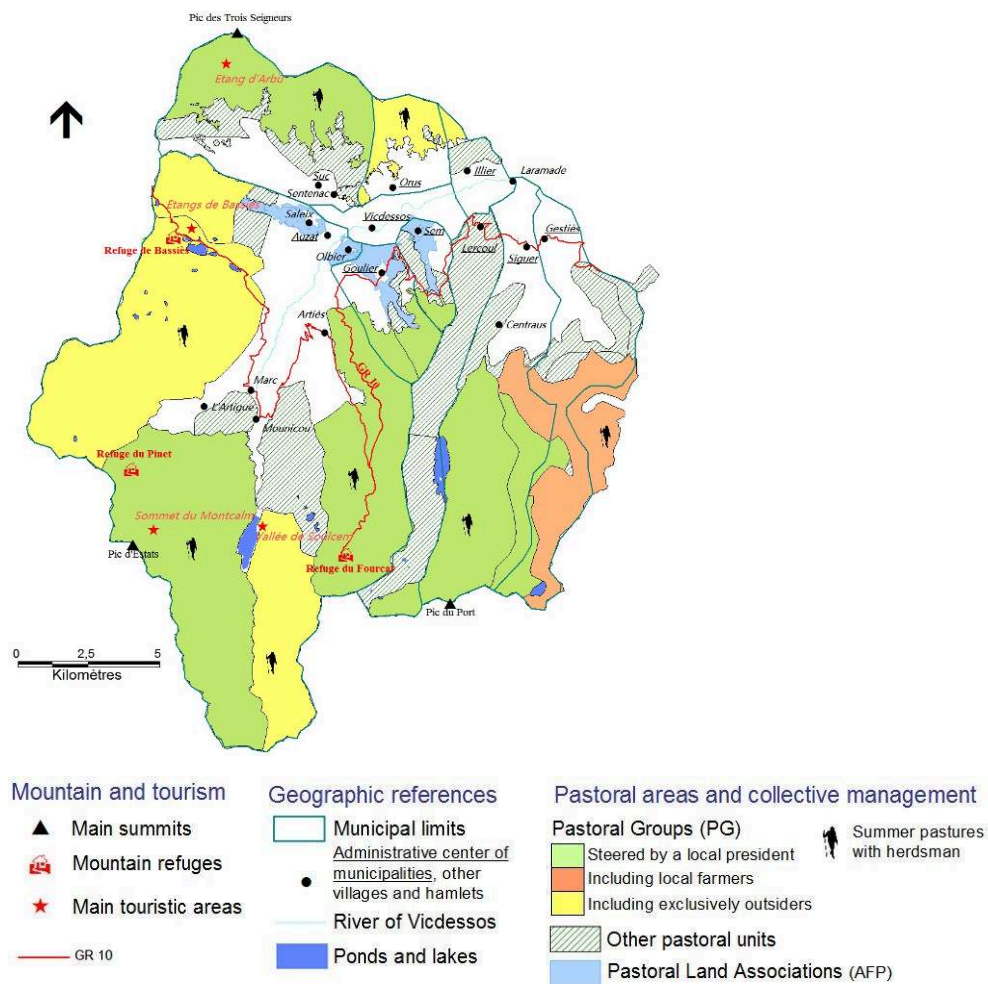 Pic des Trois Seigneurs
Etang d'Arbu
Suc
Sentenac
Orus
Illier
Laramade
Etangs de Bassiès
Saleix
Auzat
Vicdessos
Sem
Lercoul
Gesties
Siguer
Refuge de Bassiès
Olbier
Goulier
Artiès
Centraus
GR 10
Marc
L'Artigue
Mounicou
Refuge du Pinet
Sommet du Montcalm
Vallée de Soulcem
Pic d'Estats
Refuge du Fourcat
Pic du Port
0 2,5 5
Kilomètres
Mountain and tourism
Main summits
Mountain refuges
Main touristic areas
GR 10
Geographic references
Municipal limits
Administrative center of
municipalities, other
villages and hamlets
River of Vicdessos
Ponds and lakes
Pastoral areas and collective management
Pastoral Groups (PG)
Steered by a local president
Including local farmers
Including exclusively outsiders
Summer pastures
with herdsman
Other pastoral units
Pastoral Land Associations (AFP)